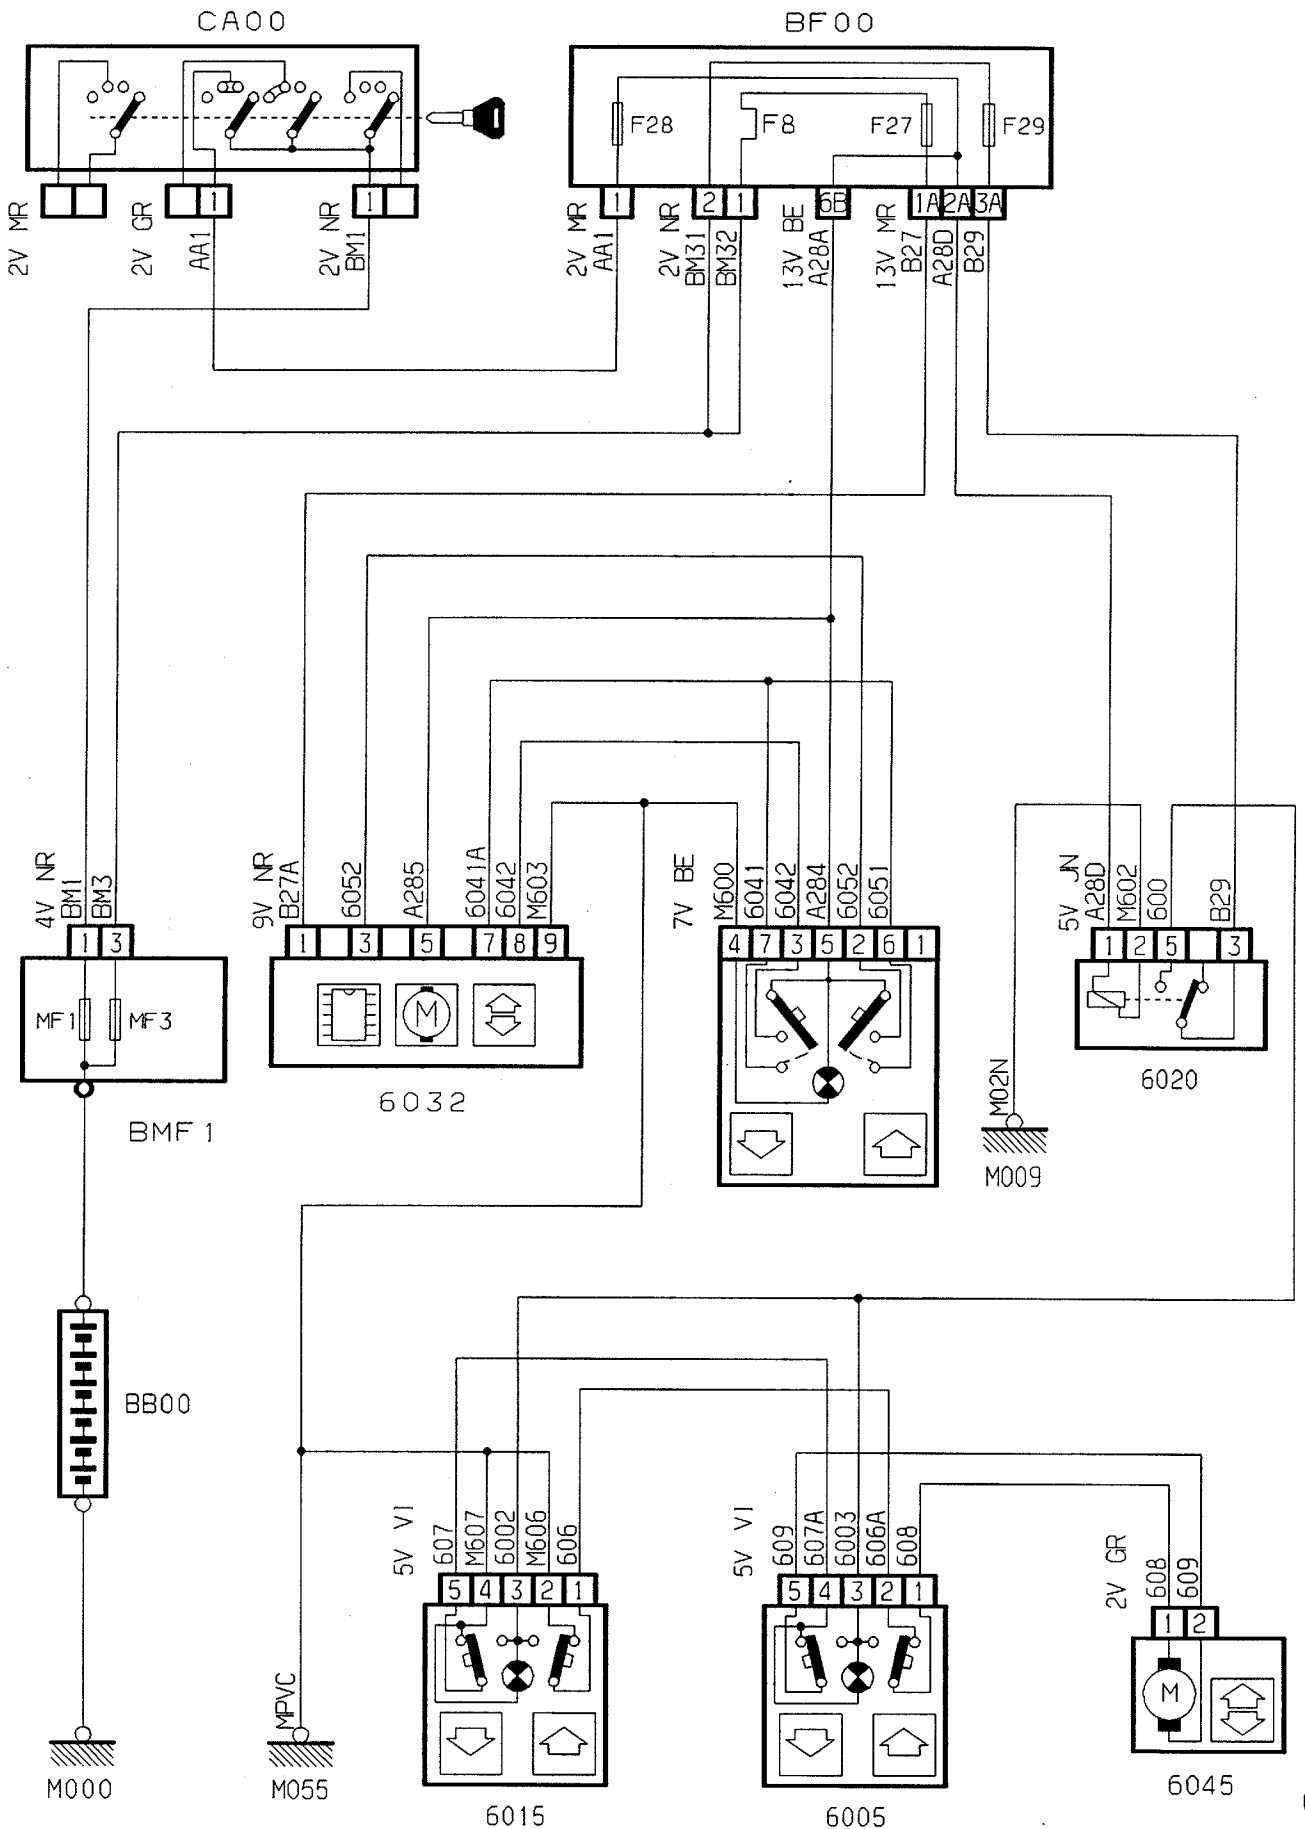 CA00
BF00
F28
F8
F27
F29
1
1
1
2
1
6B
1A
2A
3A
2V MR
2V GR
AA1
2V NR
BM1
2V MR
AA1
2V NR
BM31
BM32
13V BE
A28A
13V MR
B27
A28D
B29
4V NR
BM1
BM3
9V NR
B27A
6052
A285
6041A
6042
M603
7V BE
M600
6041
6042
A284
6052
6051
5V JN
A28D
M602
600
B29
1
3
1
3
5
7
8
9
4
7
3
5
2
6
1
1
2
5
3
MF1
MF3
M
6032
6020
BMF1
M02N
M009
BB00
5V VI
607
M607
6002
M606
606
5V VI
609
607A
6003
606A
608
2V GR
608
609
5
4
3
2
1
5
4
3
2
1
1
2
M
MPVC
M000
M055
6015
6005
6045